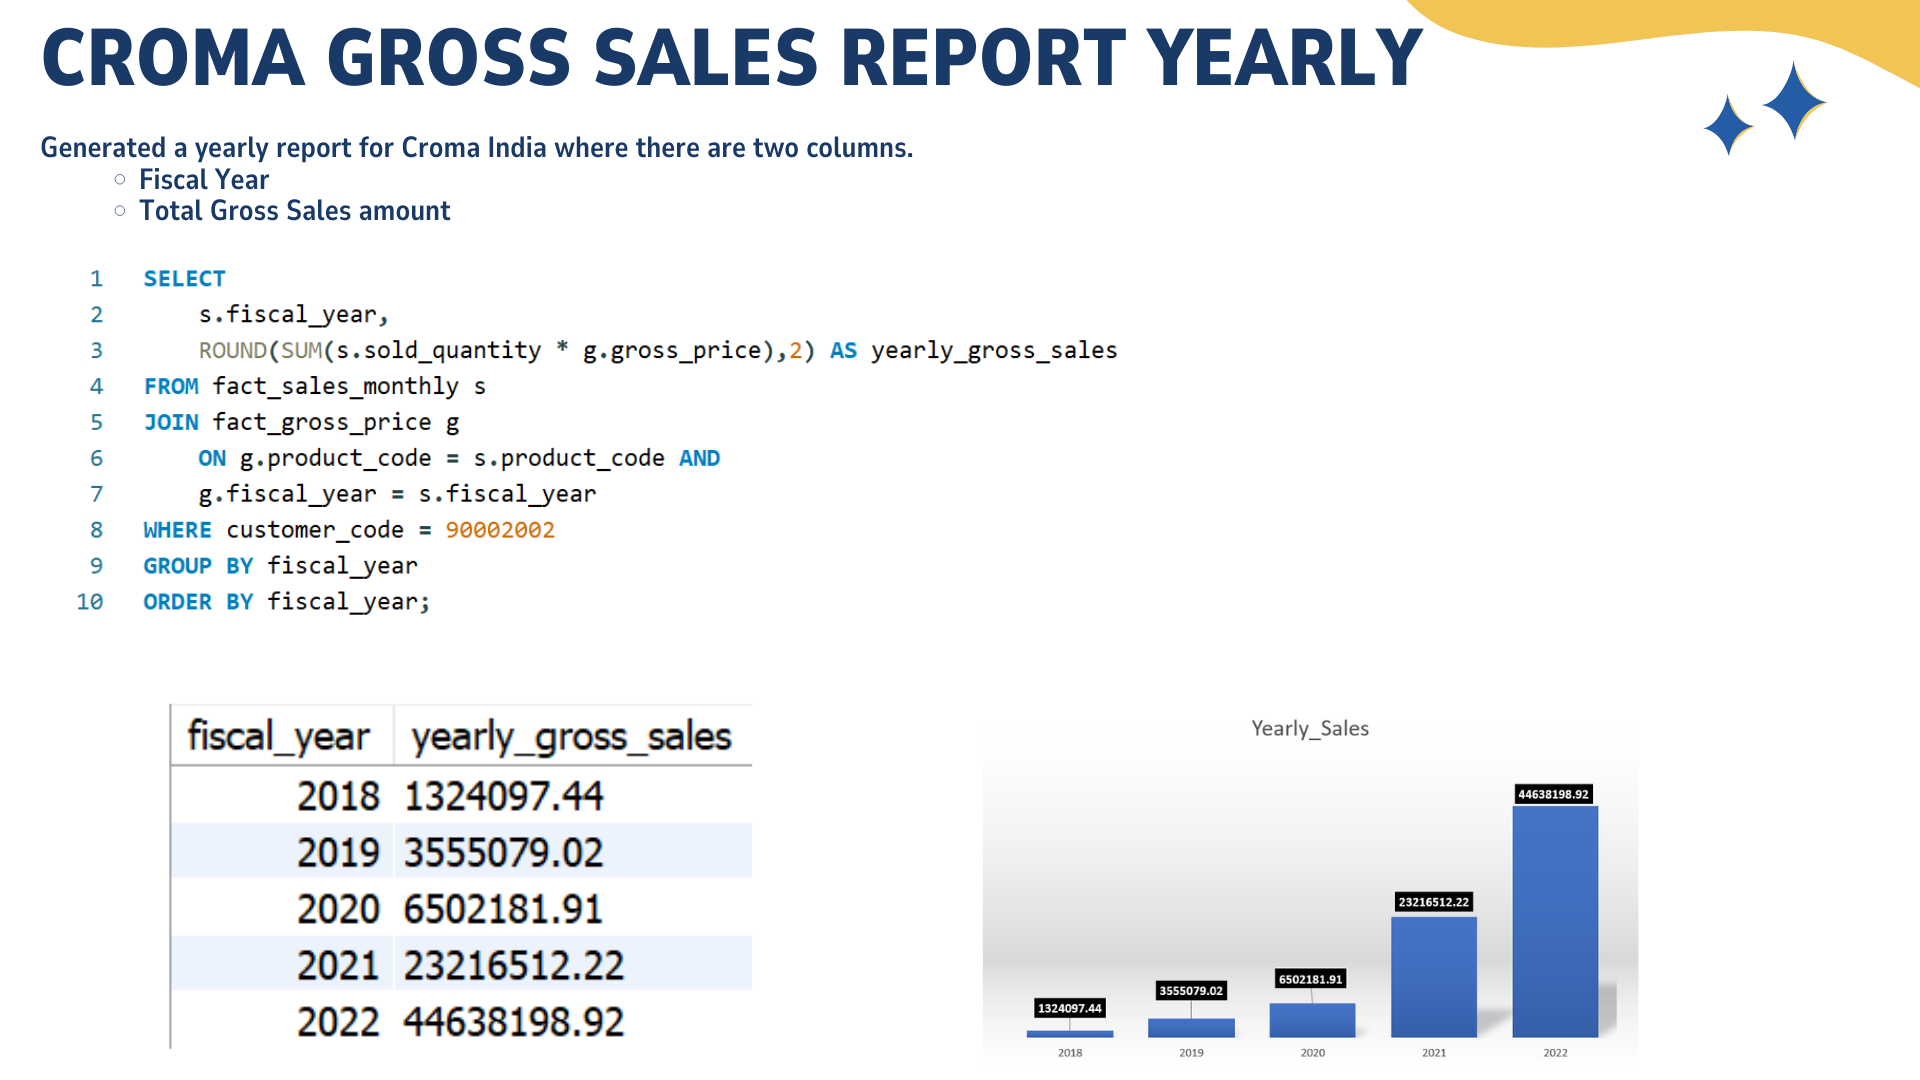 CROMA GROSS SALES REPORT YEARLY
Generated a yearly report for Croma India where there are two columns.
Fiscal Year
Total Gross Sales amount
1 SELECT
2 s.fiscal_year,
3 ROUND(SUM(s.sold_quantity * g.gross_price),2) AS yearly_gross_sales
4 FROM fact_sales_monthly s
5 JOIN fact_gross_price g
6 ON g.product_code = s.product_code AND
7 g.fiscal_year = s.fiscal_year
8 WHERE customer_code = 90002002
9 GROUP BY fiscal_year
10 ORDER BY fiscal_year;
fiscal_year yearly_gross_sales
2018 1324097.44
2019 3555079.02
2020 6502181.91
2021 23216512.22
2022 44638198.92
Yearly_Sales
44638198.92
23216512.22
6502181.91
3555079.02
1324097.44
2018 2019 2020 2021 2022